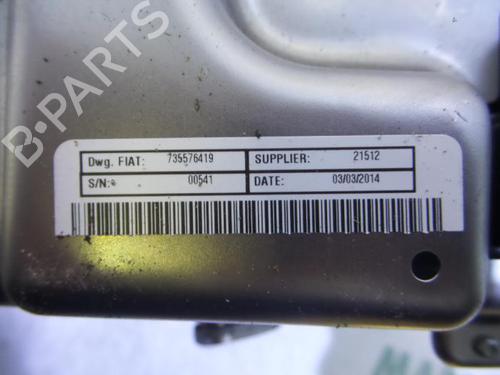 B-PARTS
Dwg. FIAT: 735576419 SUPPLIER: 21512
S/N: 00541 DATE: 03/03/2014